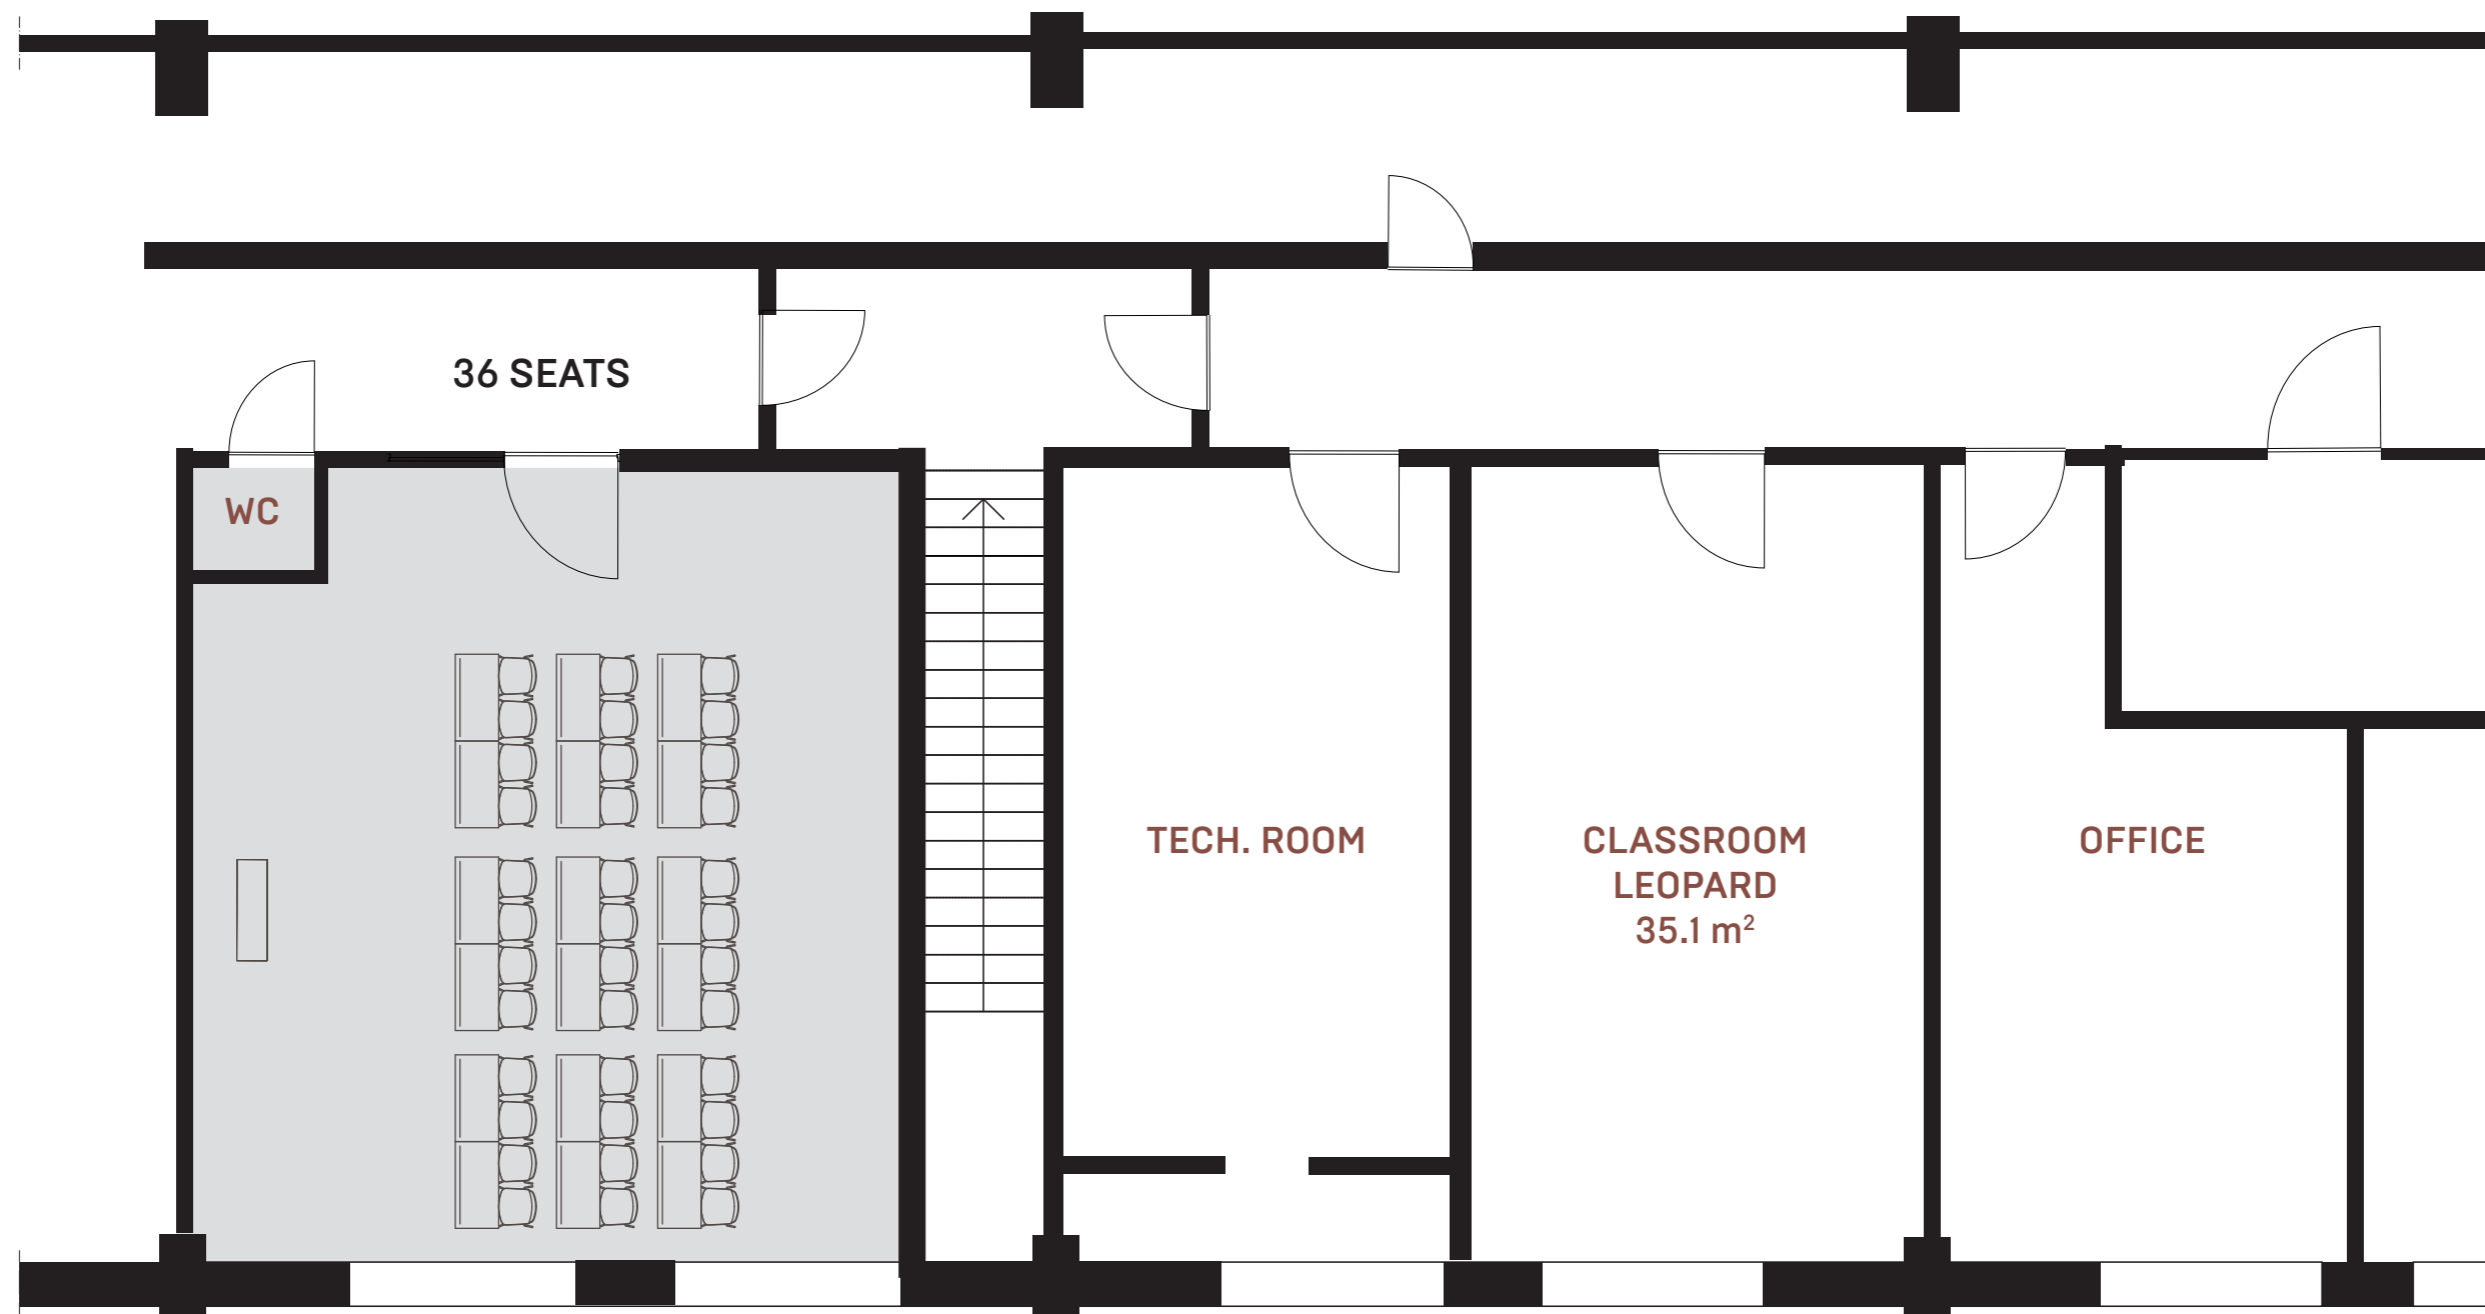 36 SEATS
WC
TECH. ROOM
CLASSROOM
LEOPARD
35.1 m²
OFFICE